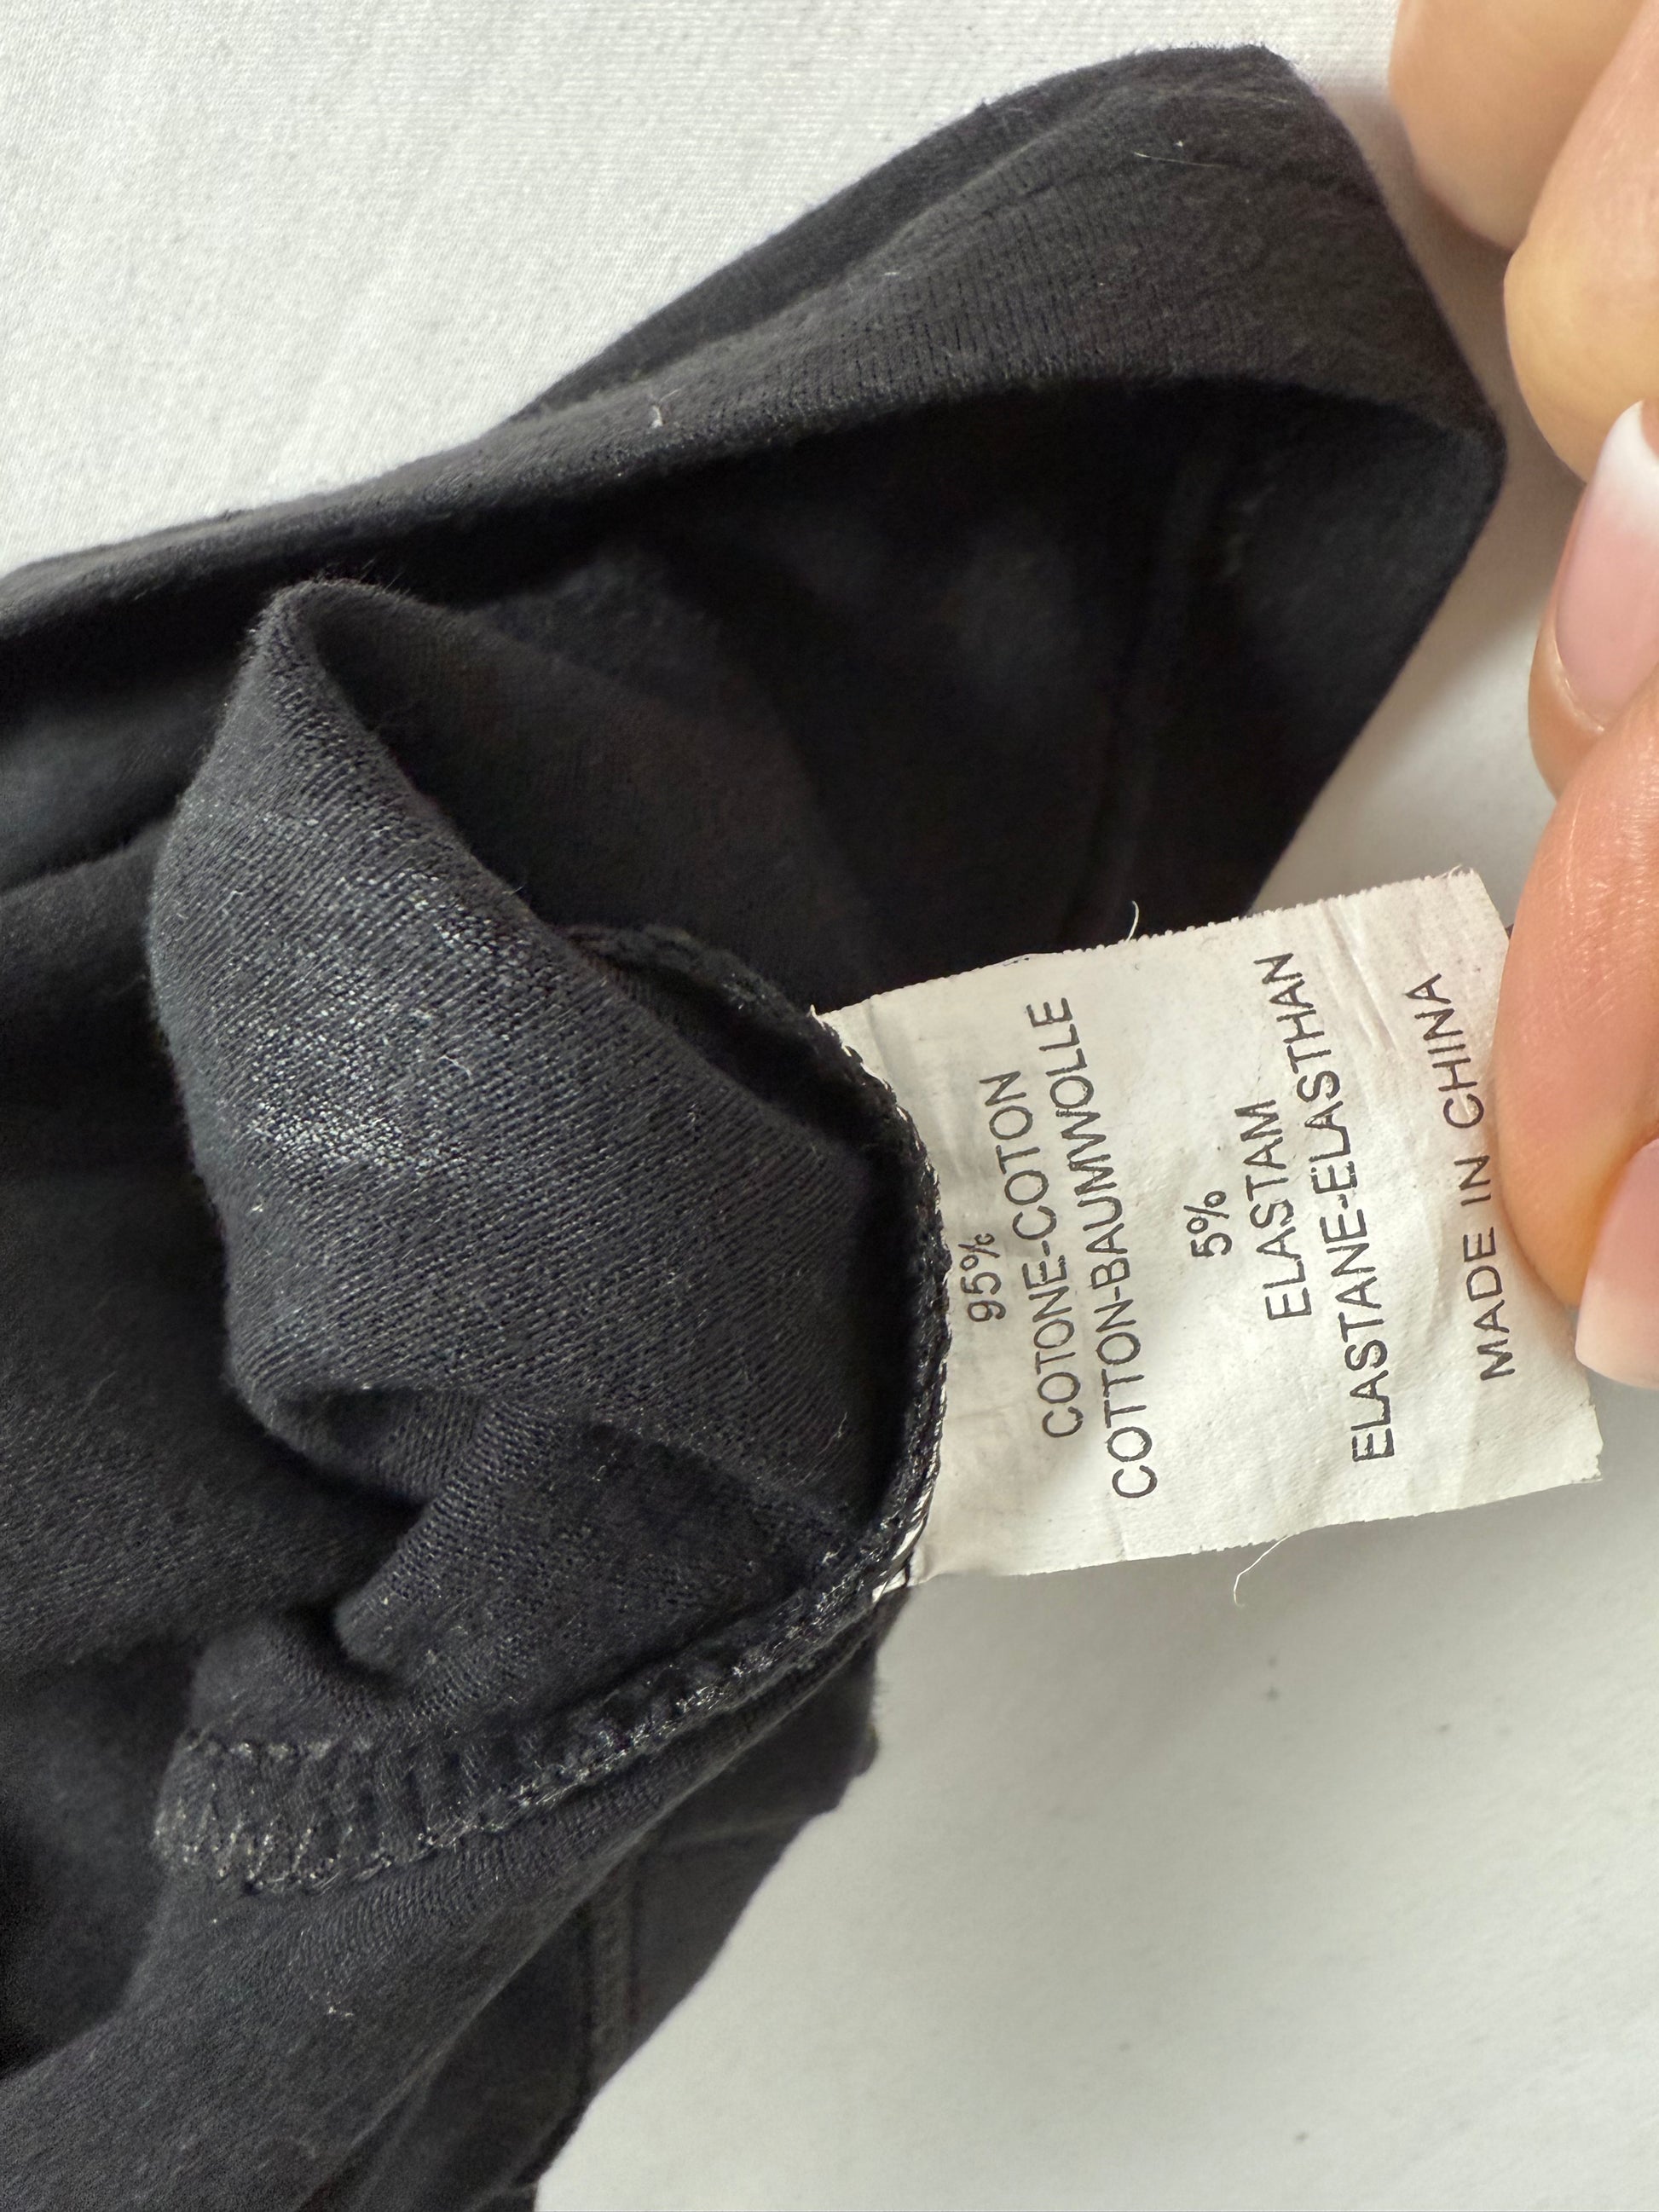 95%
COTONE-COTON
COTTON-BAUMWOLLE
5%
ELASTAM
ELASTANE-ELASTHAN
MADE IN CHINA